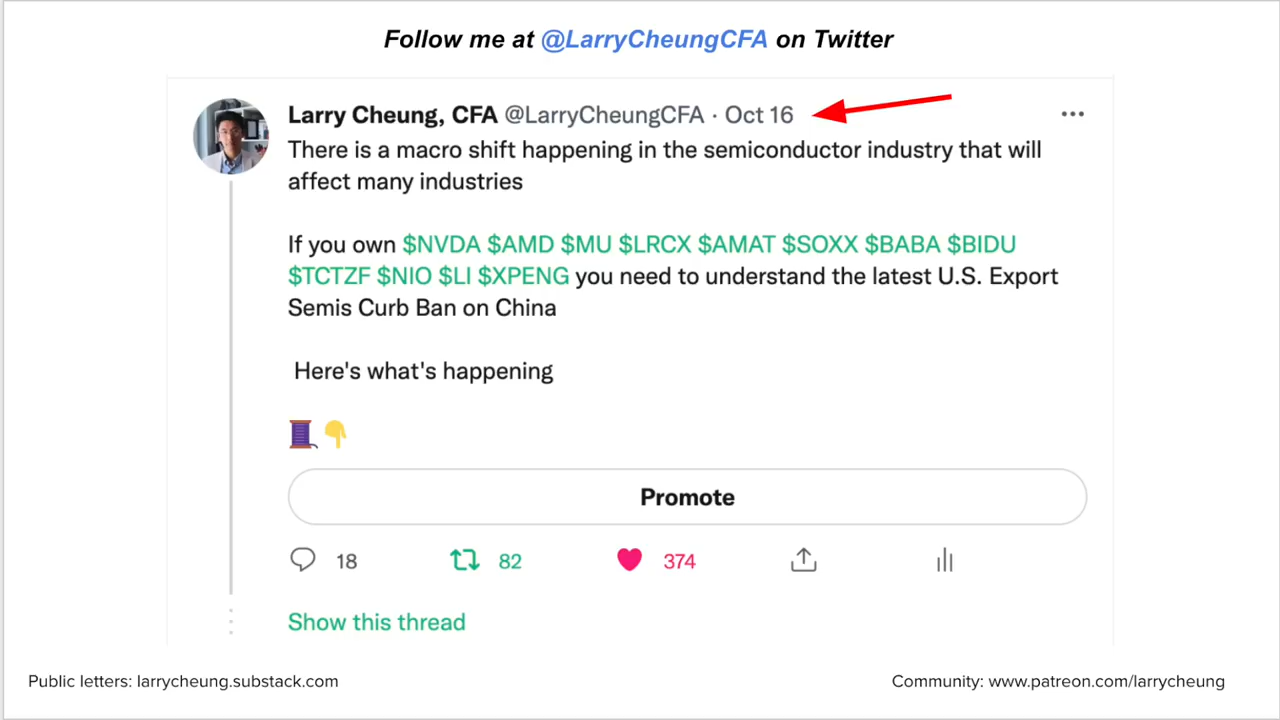 Follow me at @LarryCheungCFA on Twitter
Larry Cheung, CFA @LarryCheungCFA · Oct 16
There is a macro shift happening in the semiconductor industry that will
affect many industries
If you own $NVDA $AMD $MU $LRCX $AMAT $SOXX $BABA $BIDU
$TCTZF $NIO $LI $XPENG you need to understand the latest U.S. Export
Semis Curb Ban on China
Here's what's happening
Promote
18 82 374
Show this thread
Public letters: larrycheung.substack.com
Community: www.patreon.com/larrycheung